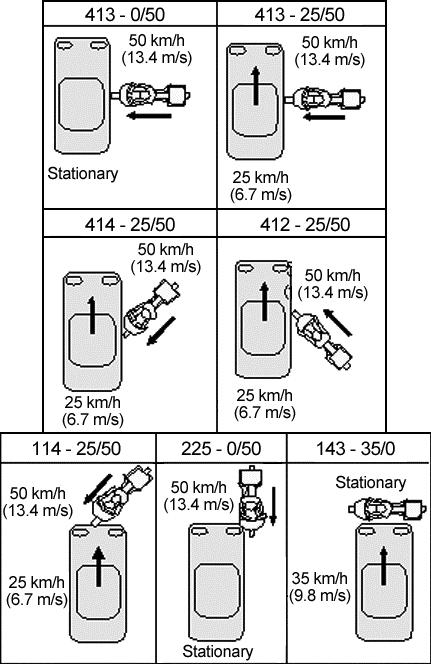 413 - 0/50
50 km/h
(13.4 m/s)
Stationary
413 - 25/50
50 km/h
(13.4 m/s)
25 km/h
(6.7 m/s)
414 - 25/50
50 km/h
(13.4 m/s)
25 km/h
(6.7 m/s)
412 - 25/50
50 km/h
(13.4 m/s)
25 km/h
(6.7 m/s)
114 - 25/50
50 km/h
(13.4 m/s)
25 km/h
(6.7 m/s)
225 - 0/50
50 km/h
(13.4 m/s)
Stationary
143 - 35/0
Stationary
35 km/h
(9.8 m/s)